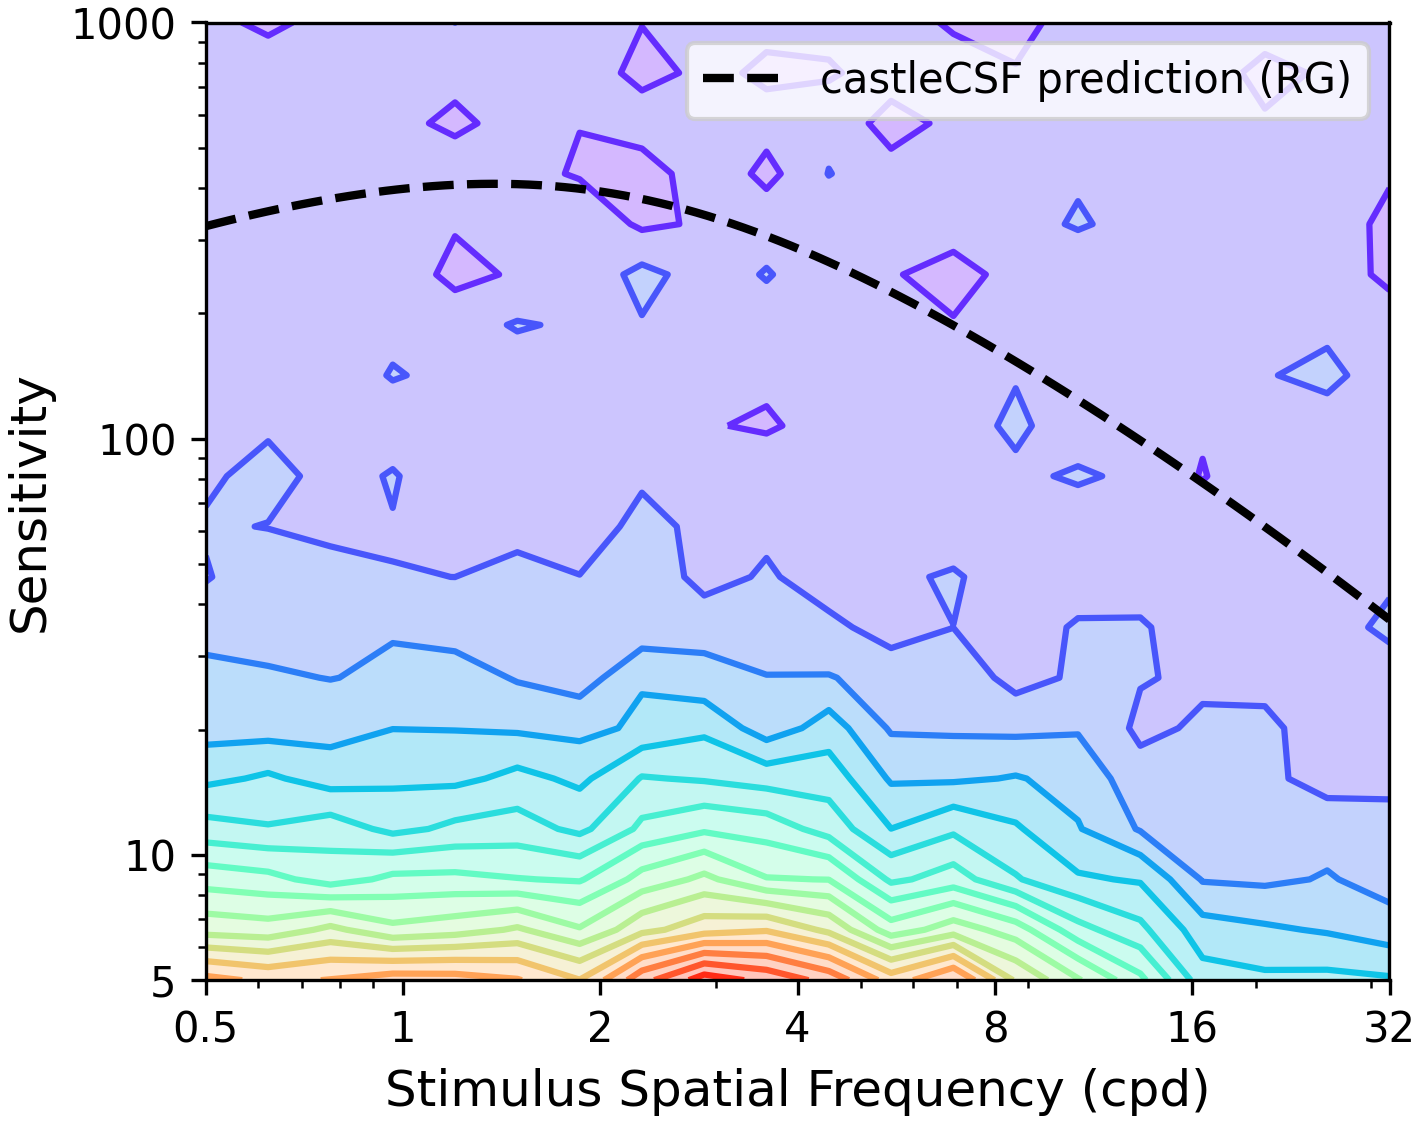 1000
castleCSF prediction (RG)
100
10
5
Sensitivity
0.5 1 2 4 8 16 32
Stimulus Spatial Frequency (cpd)